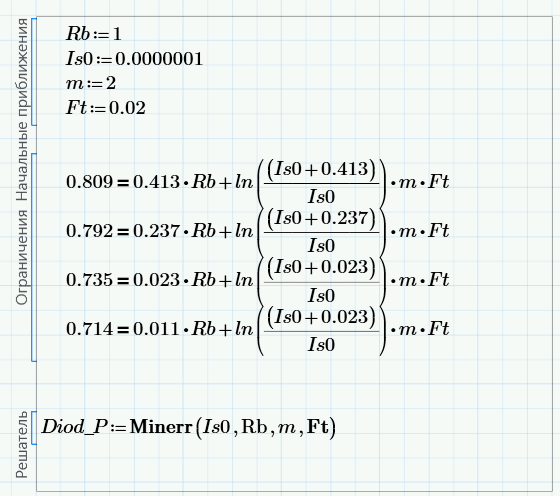 Начальные приближения
Rb:=1
Is0:=0.0000001
m:=2
Ft:=0.02
Ограничения
0.809=0.413•Rb+ln((Is0+0.413)/Is0)•m•Ft
0.792=0.237•Rb+ln((Is0+0.237)/Is0)•m•Ft
0.735=0.023•Rb+ln((Is0+0.023)/Is0)•m•Ft
0.714=0.011•Rb+ln((Is0+0.023)/Is0)•m•Ft
Решатель
Diod_P:=Minerr(Is0,Rb,m,Ft)